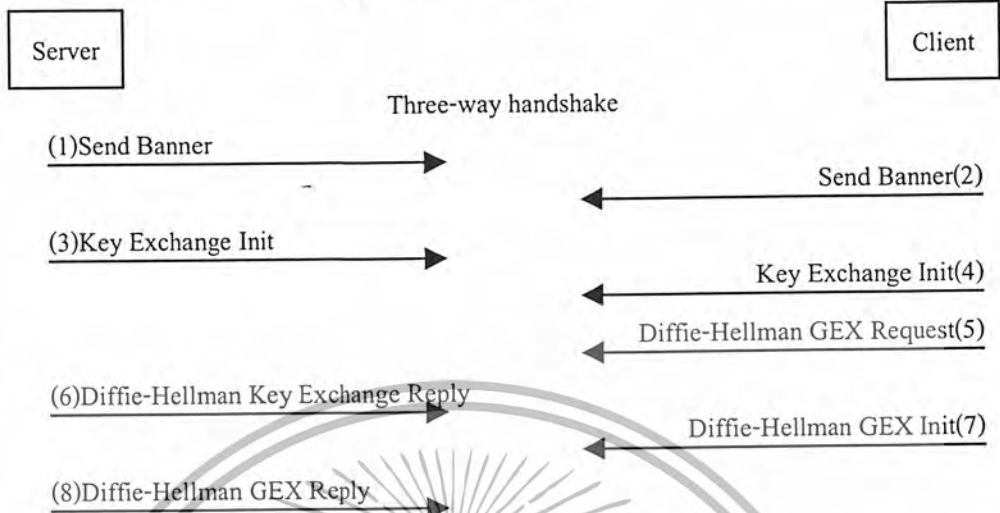 Server
Client
Three-way handshake
(1)Send Banner
Send Banner(2)
(3)Key Exchange Init
Key Exchange Init(4)
Diffie-Hellman GEX Request(5)
(6)Diffie-Hellman Key Exchange Reply
Diffie-Hellman GEX Init(7)
(8)Diffie-Hellman GEX Reply